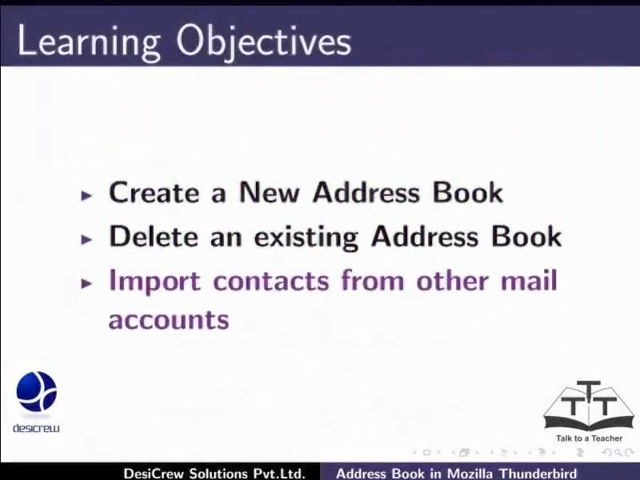 Learning Objectives
Create a New Address Book
Delete an existing Address Book
Import contacts from other mail
accounts
desicrew
T
T T
Talk to a Teacher
DesiCrew Solutions Pvt.Ltd. Address Book in Mozilla Thunderbird